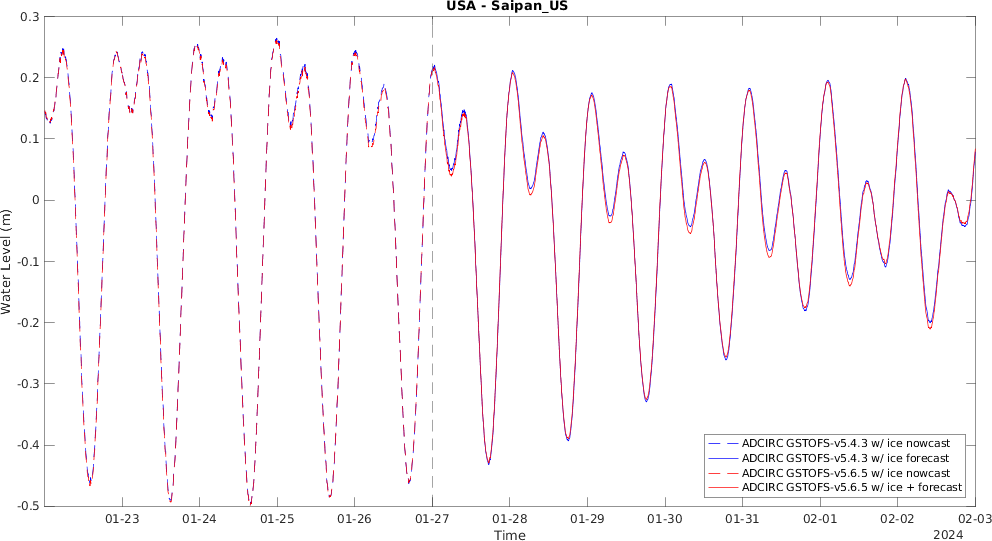 USA - Saipan_US
0.3
0.2
0.1
0
-0.1
-0.2
-0.3
-0.4
-0.5
Water Level (m)
ADCIRC GSTOFS-v5.4.3 w/ ice nowcast
ADCIRC GSTOFS-v5.4.3 w/ ice forecast
ADCIRC GSTOFS-v5.6.5 w/ ice nowcast
ADCIRC GSTOFS-v5.6.5 w/ ice + forecast
01-23 01-24 01-25 01-26 01-27 01-28 01-29 01-30 01-31 02-01 02-02 02-03
Time
2024